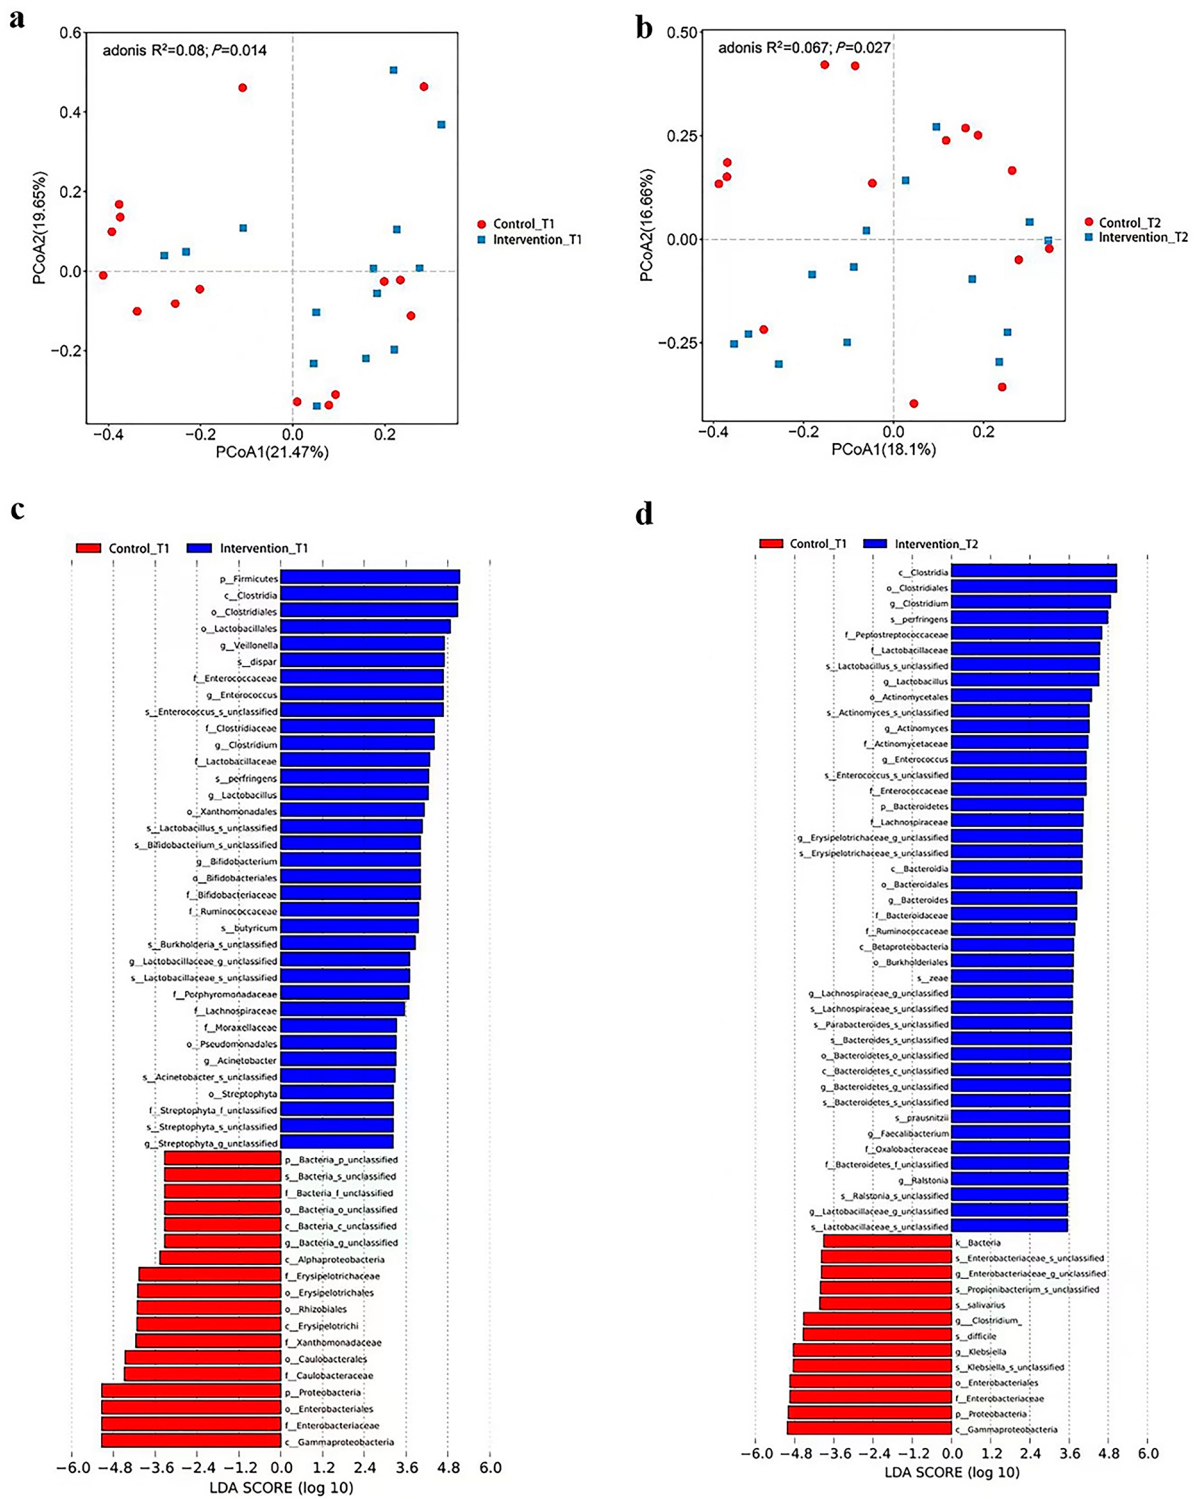 a
adonis R²=0.08; P=0.014
0.6
0.4
0.2
0.0
−0.2
PCoA2(19.65%)
−0.4
−0.2
0.0
0.2
PCoA1(21.47%)
Control_T1
Intervention_T1
b
adonis R²=0.067; P=0.027
0.50
0.25
0.00
−0.25
PCoA2(16.66%)
−0.4
−0.2
0.0
0.2
PCoA1(18.1%)
Control_T2
Intervention_T2
c
Control_T1
Intervention_T1
p__Firmicutes
c__Clostridia
o__Clostridiales
o__Lactobacillales
g__Veillonella
s__dispar
f__Enterococcaceae
g__Enterococcus
s__Enterococcus_s_unclassified
f__Clostridiaceae
g__Clostridium
f__Lactobacillaceae
s__perfringens
g__Lactobacillus
o__Xanthomonadales
s__Lactobacillus_s_unclassified
s__Bifidobacterium_s_unclassified
g__Bifidobacterium
o__Bifidobacteriales
f__Bifidobacteriaceae
f__Ruminococcaceae
s__butyricum
s__Burkholderia_s_unclassified
g__Lactobacillaceae_g_unclassified
s__Lactobacillaceae_s_unclassified
f__Porphyromonadaceae
f__Lachnospiraceae
f__Moraxellaceae
o__Pseudomonadales
g__Acinetobacter
s__Acinetobacter_s_unclassified
o__Streptophyta
f__Streptophyta_f_unclassified
s__Streptophyta_s_unclassified
g__Streptophyta_g_unclassified
p__Bacteria_p_unclassified
s__Bacteria_s_unclassified
f__Bacteria_f_unclassified
o__Bacteria_o_unclassified
c__Bacteria_c_unclassified
g__Bacteria_g_unclassified
c__Alphaproteobacteria
f__Erysipelotrichaceae
o__Erysipelotrichales
o__Rhizobiales
c__Erysipelotrichi
f__Xanthomonadaceae
o__Caulobacterales
f__Caulobacteraceae
p__Proteobacteria
o__Enterobacteriales
f__Enterobacteriaceae
c__Gammaproteobacteria
−6.0 −4.8 −3.6 −2.4 −1.2 0.0 1.2 2.4 3.6 4.8 6.0
LDA SCORE (log 10)
d
Control_T1
Intervention_T2
c__Clostridia
o__Clostridiales
g__Clostridium
s__perfringens
f__Peptostreptococcaceae
f__Lactobacillaceae
s__Lactobacillus_s_unclassified
g__Lactobacillus
o__Actinomycetales
s__Actinomyces_s_unclassified
g__Actinomyces
f__Actinomycetaceae
g__Enterococcus
s__Enterococcus_s_unclassified
f__Enterococcaceae
p__Bacteroidetes
f__Lachnospiraceae
g__Erysipelotrichaceae_g_unclassified
s__Erysipelotrichaceae_s_unclassified
c__Bacteroidia
o__Bacteroidales
g__Bacteroides
f__Bacteroidaceae
f__Ruminococcaceae
c__Betaproteobacteria
o__Burkholderiales
s__zeae
g__Lachnospiraceae_g_unclassified
s__Lachnospiraceae_s_unclassified
s__Parabacteroides_s_unclassified
s__Bacteroides_s_unclassified
o__Bacteroidetes_o_unclassified
c__Bacteroidetes_c_unclassified
g__Bacteroidetes_g_unclassified
s__Bacteroidetes_s_unclassified
s__prausnitzii
g__Faecalibacterium
f__Oxalobacteraceae
f__Bacteroidetes_f_unclassified
g__Ralstonia
s__Ralstonia_s_unclassified
g__Lactobacillaceae_g_unclassified
s__Lactobacillaceae_s_unclassified
k__Bacteria
s__Enterobacteriaceae_s_unclassified
g__Enterobacteriaceae_g_unclassified
s__Propionibacterium_s_unclassified
s__salivarius
g___Clostridium_
s__difficile
g__Klebsiella
s__Klebsiella_s_unclassified
o__Enterobacteriales
f__Enterobacteriaceae
p__Proteobacteria
c__Gammaproteobacteria
−6.0 −4.8 −3.6 −2.4 −1.2 0.0 1.2 2.4 3.6 4.8 6.0
LDA SCORE (log 10)